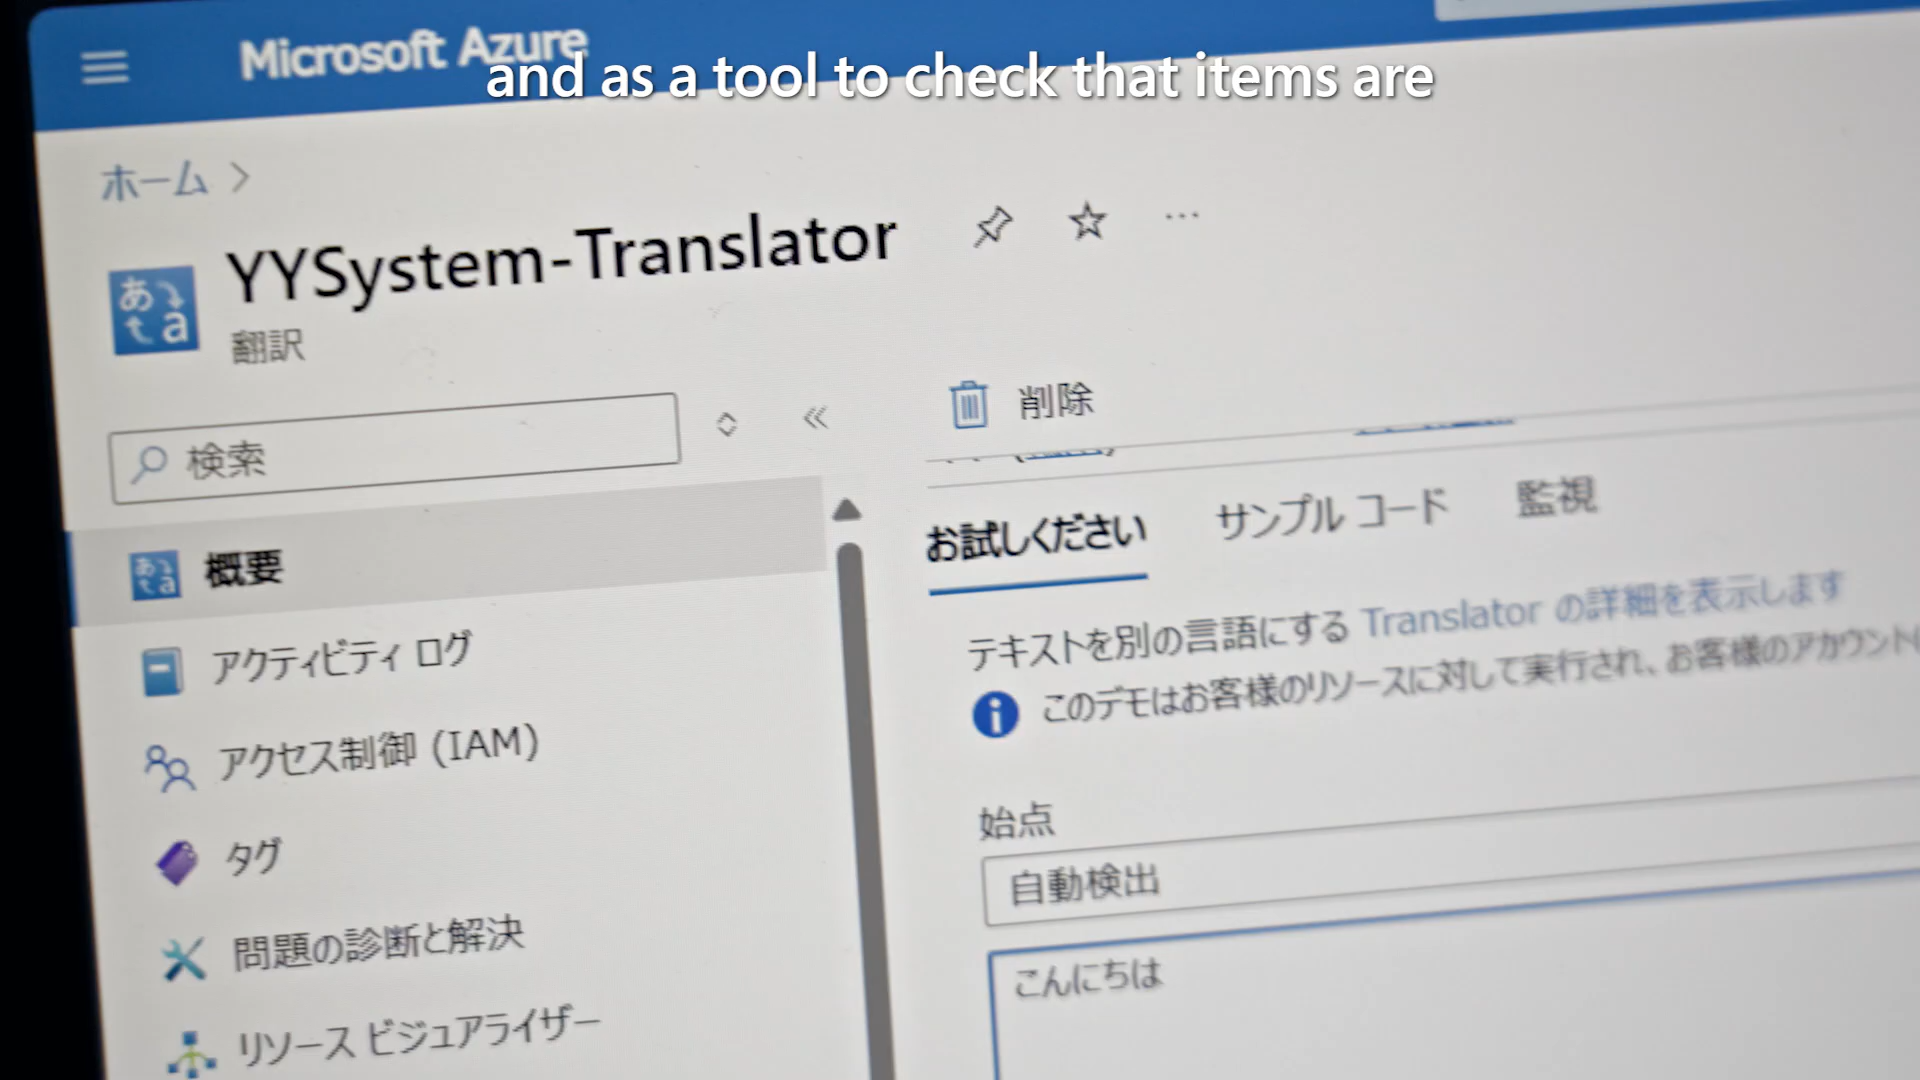 Microsoft Azure
and as a tool to check that items are
ホーム >
YYSystem-Translator
翻訳
検索
削除
概要
アクティビティ ログ
アクセス制御 (IAM)
タグ
問題の診断と解決
リソース ビジュアライザー
お試しください サンプル コード 監視
テキストを別の言語にする Translator の詳細を表示します
このデモはお客様のリソースに対して実行され、お客様のアカウント
始点
自動検出
こんにちは